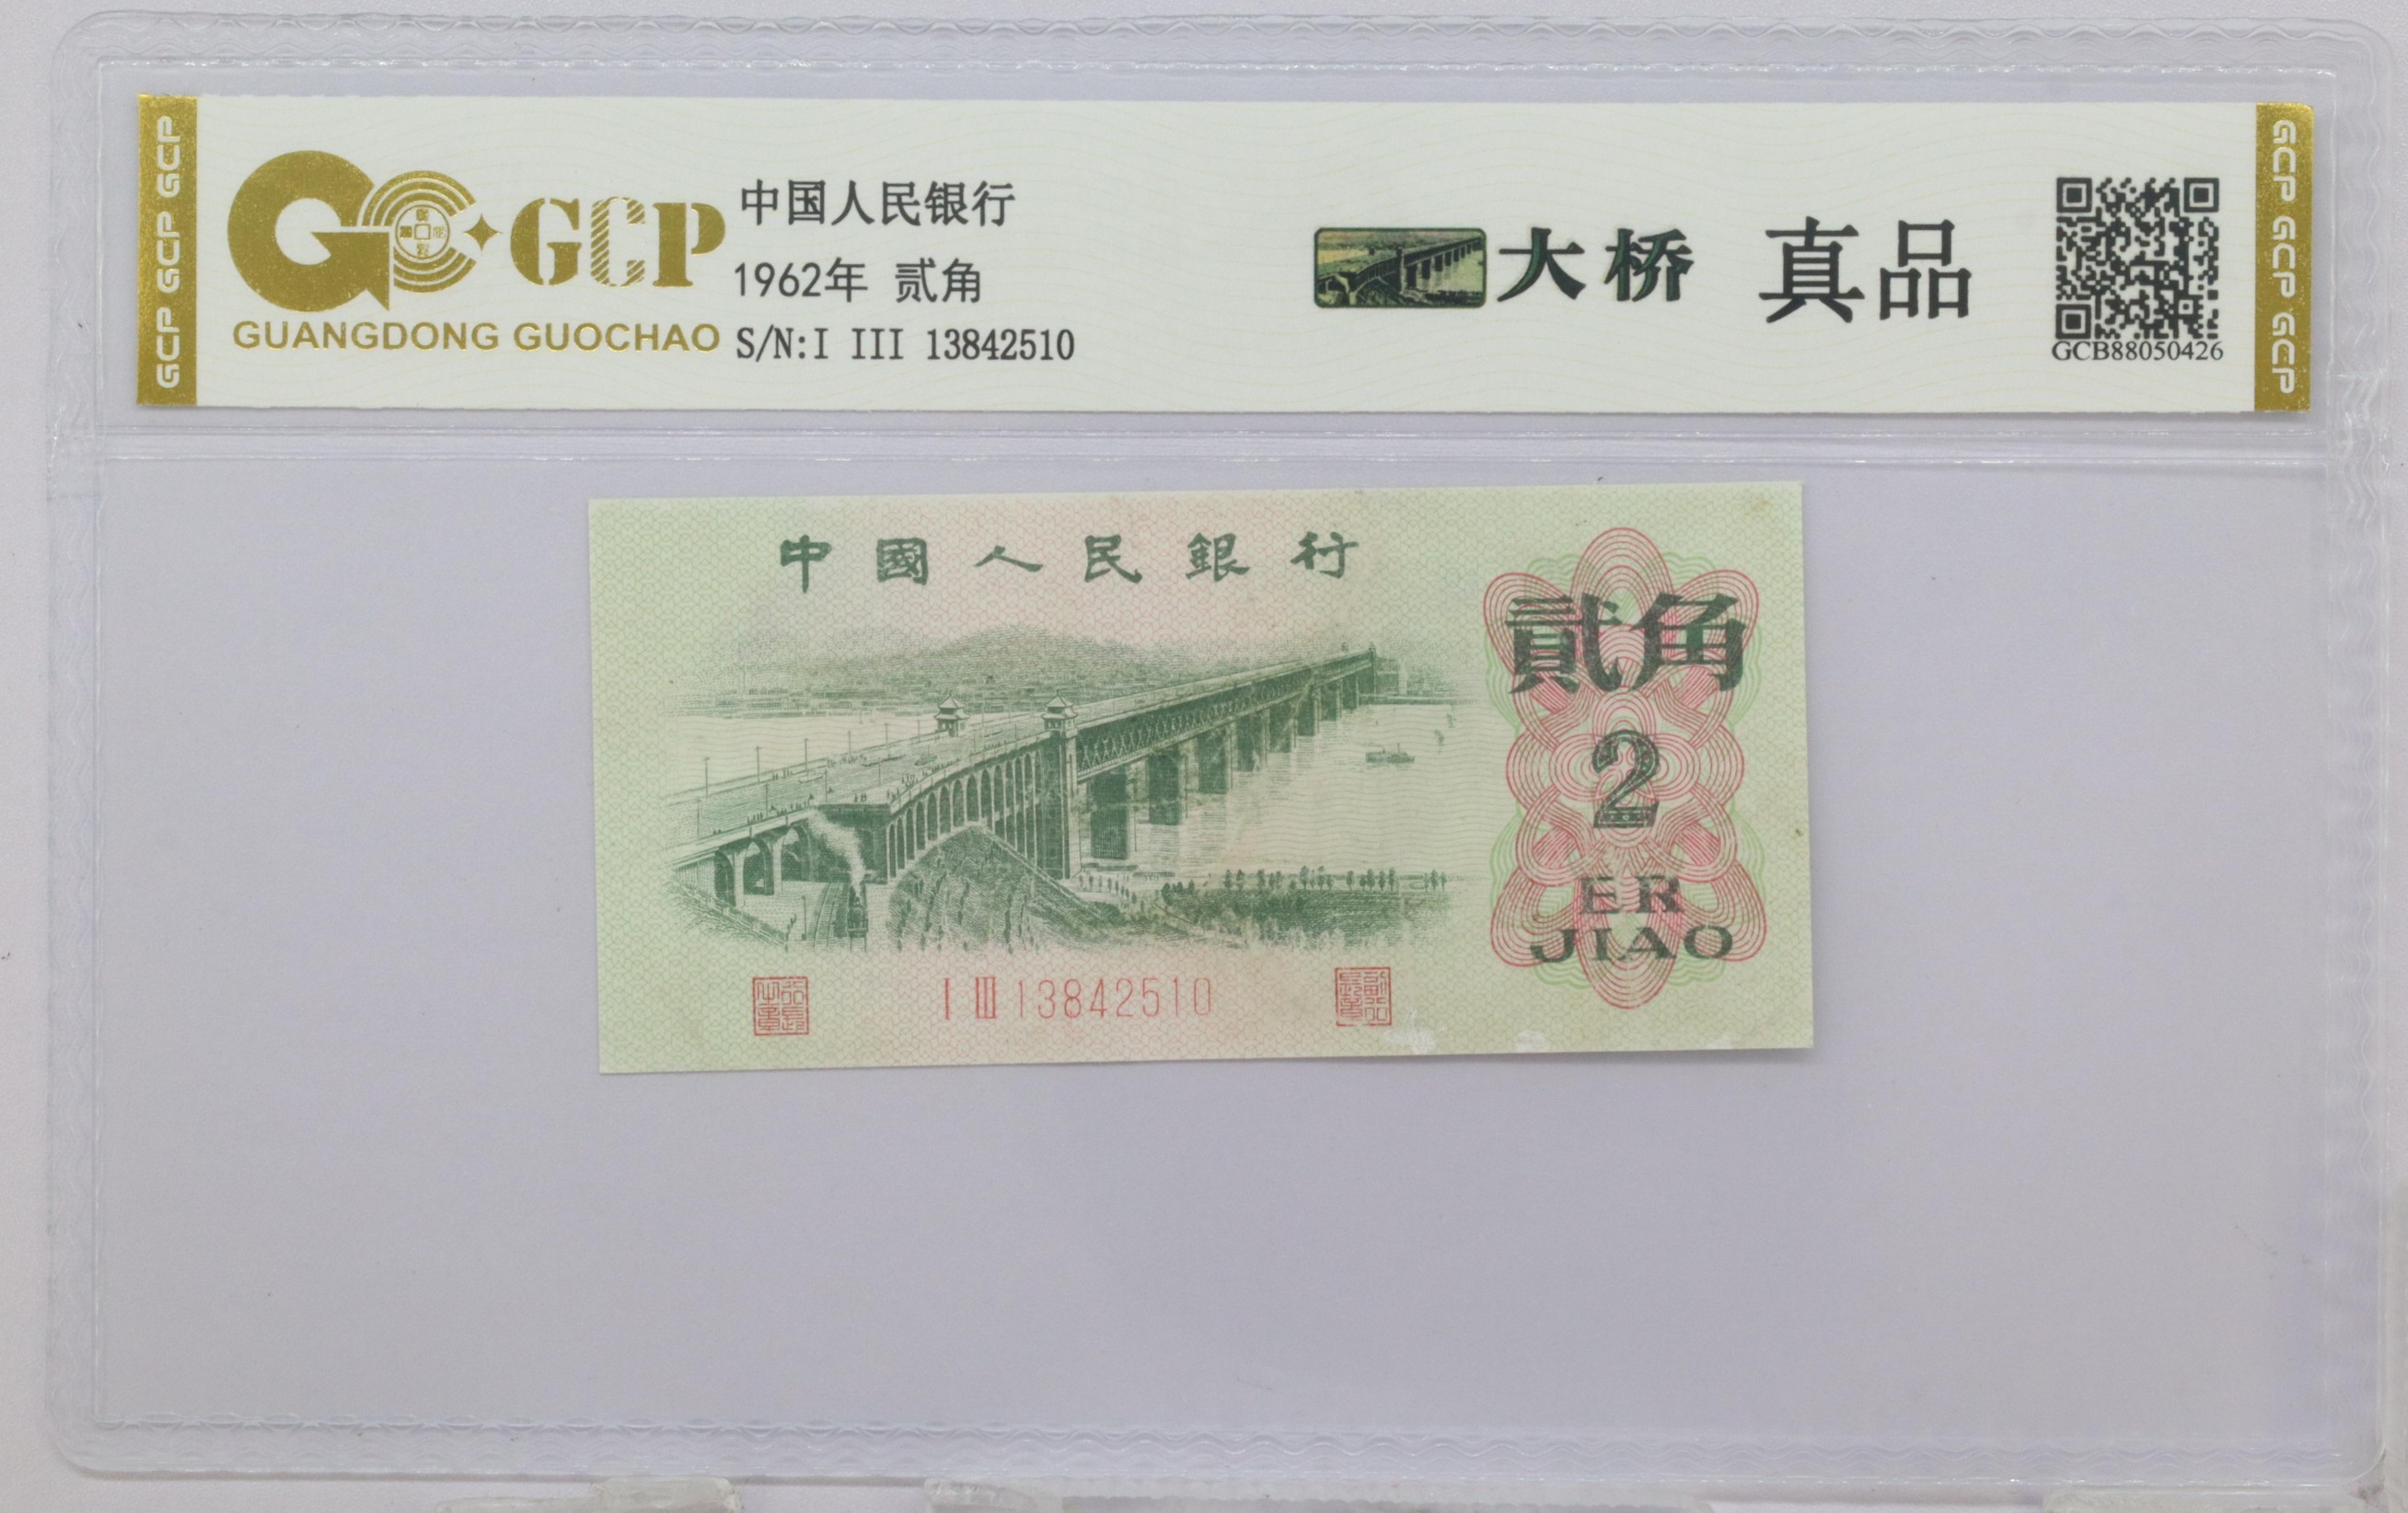 GCP GCP GCP
GCP
GUANGDONG GUOCHAO
中国人民银行
1962年 贰角
S/N:I III 13842510
大桥 真品
GCB88050426
GCP GCP GCP
中國人民銀行
貳角
2
ER
JIAO
I III 13842510